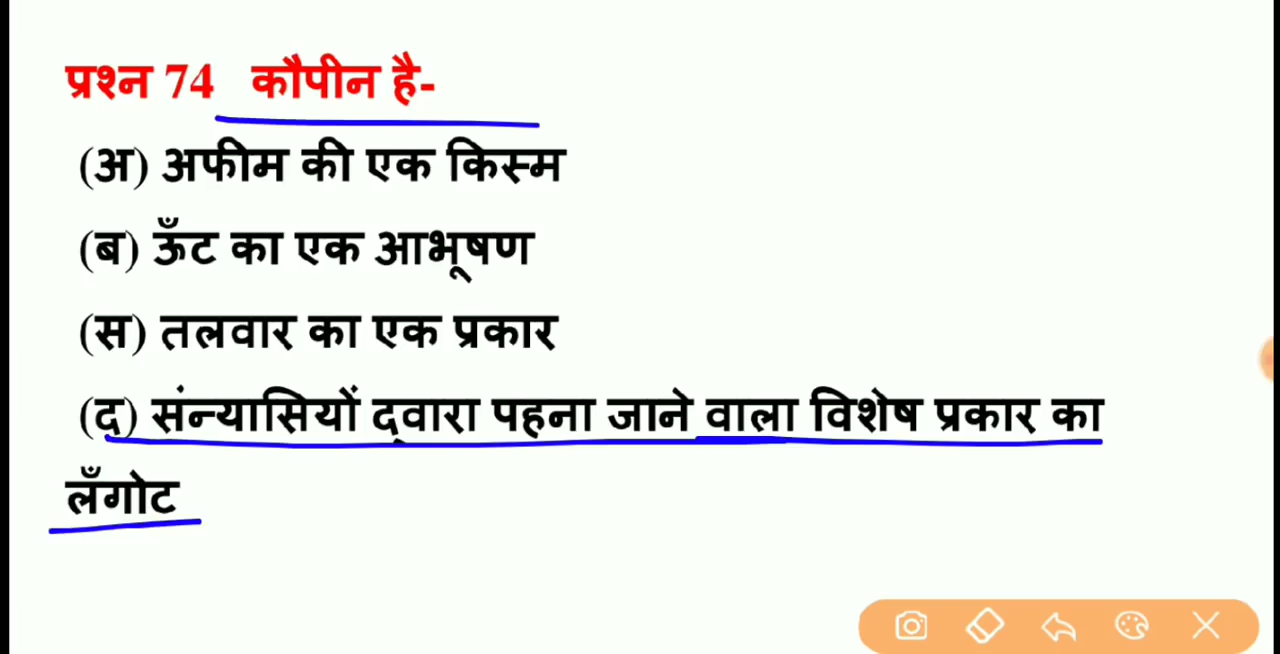 प्रश्न 74 कौपीन है-
(अ) अफीम की एक किस्म
(ब) ऊँट का एक आभूषण
(स) तलवार का एक प्रकार
(द) संन्यासियों द्वारा पहना जाने वाला विशेष प्रकार का
लँगोट